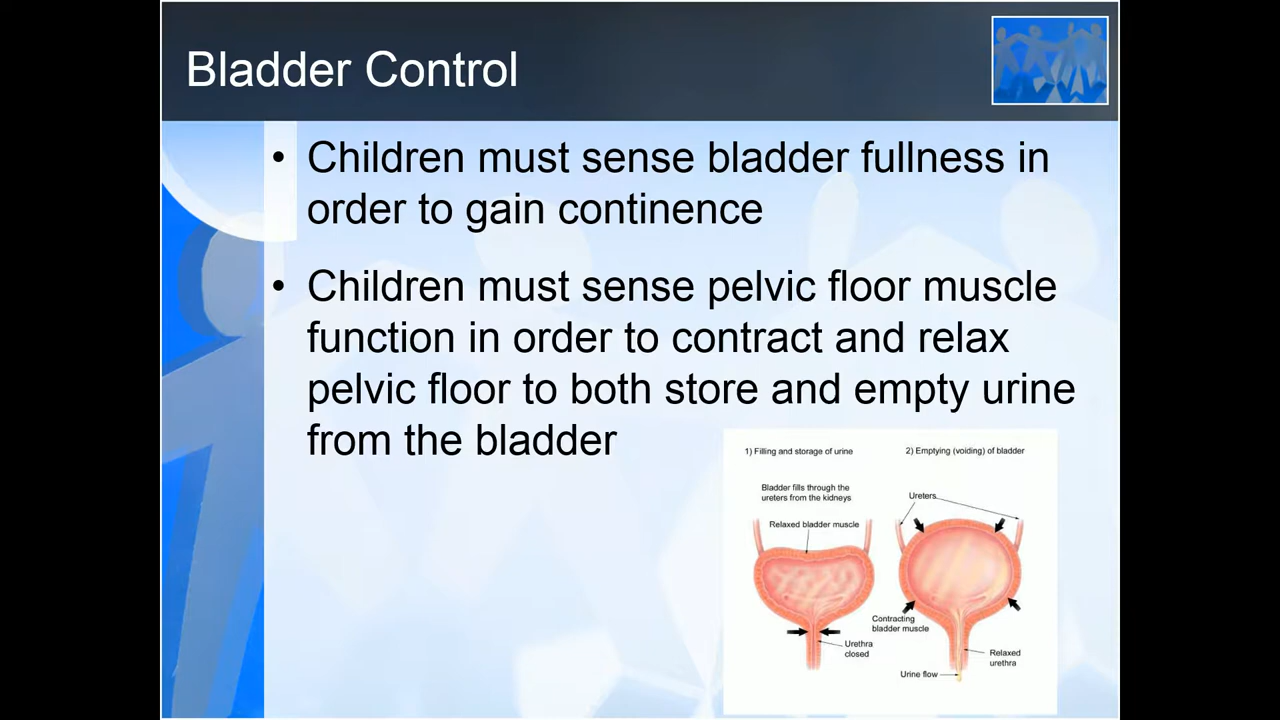 Bladder Control
• Children must sense bladder fullness in
order to gain continence
• Children must sense pelvic floor muscle
function in order to contract and relax
pelvic floor to both store and empty urine
from the bladder
1) Filling and storage of urine
Bladder fills through the
ureters from the kidneys
Relaxed bladder muscle
Urethra
closed
2) Emptying (voiding) of bladder
Ureters
Contracting
bladder muscle
Relaxed
urethra
Urine flow